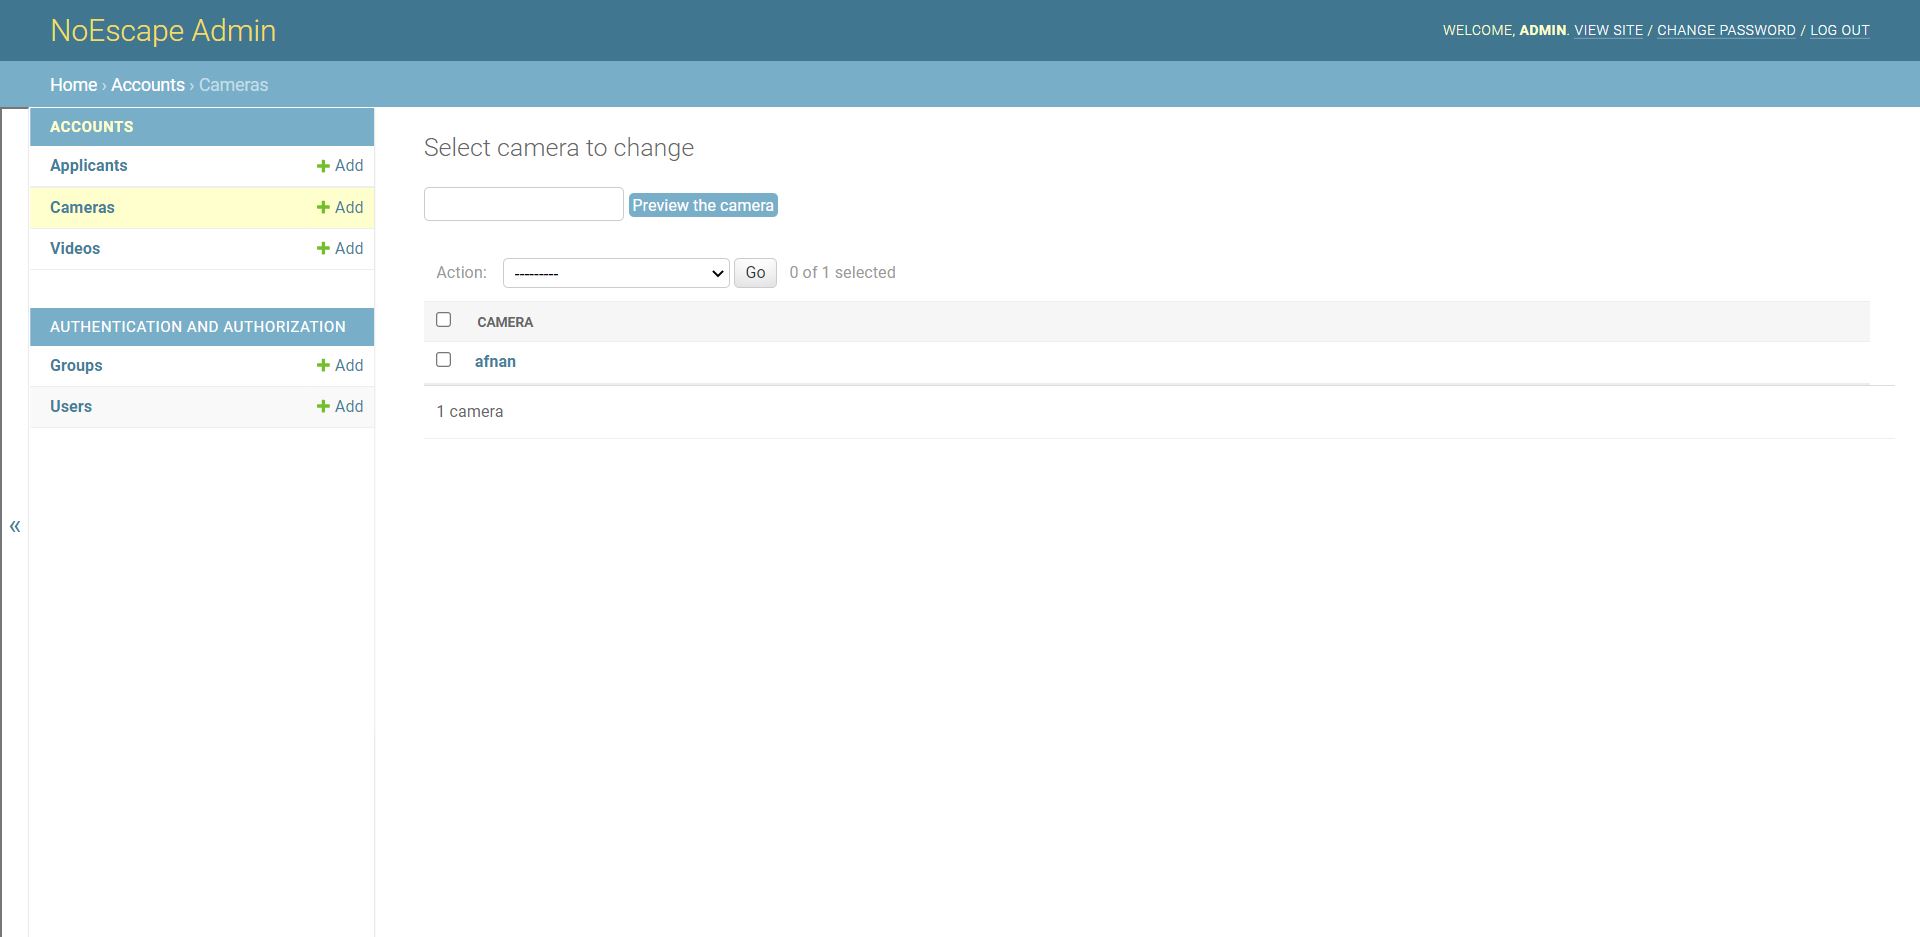 NoEscape Admin
WELCOME, ADMIN. VIEW SITE / CHANGE PASSWORD / LOG OUT
Home › Accounts › Cameras
ACCOUNTS
Applicants + Add
Cameras + Add
Videos + Add
AUTHENTICATION AND AUTHORIZATION
Groups + Add
Users + Add
«
Select camera to change
Preview the camera
Action: --------- Go 0 of 1 selected
CAMERA
afnan
1 camera